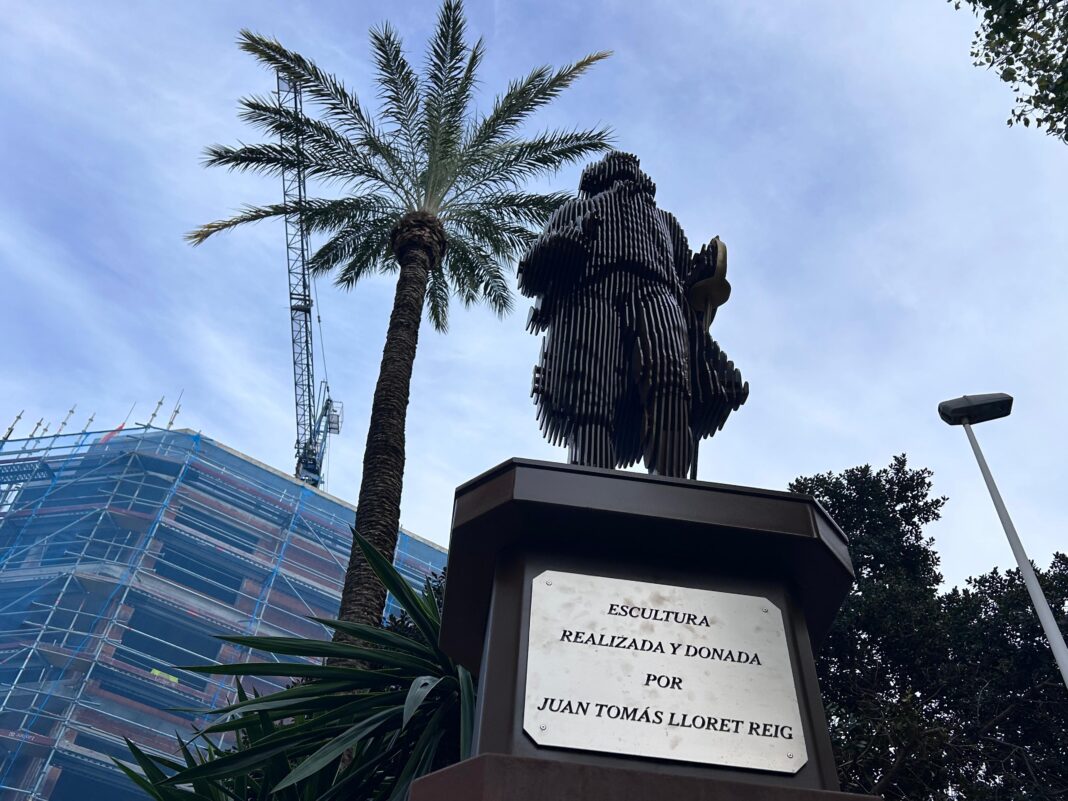 ESCULTURA
REALIZADA Y DONADA
POR
JUAN TOMÁS LLORET REIG